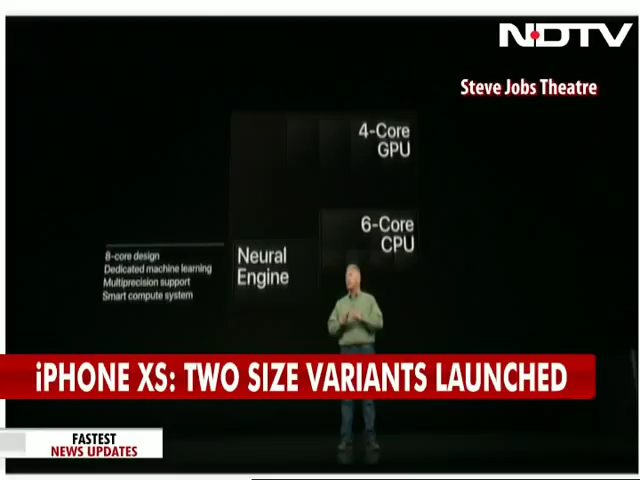 NDTV
Steve Jobs Theatre
4-Core
GPU
6-Core
CPU
8-core design
Dedicated machine learning
Multiprecision support
Smart compute system
Neural
Engine
iPHONE XS: TWO SIZE VARIANTS LAUNCHED
FASTEST
NEWS UPDATES